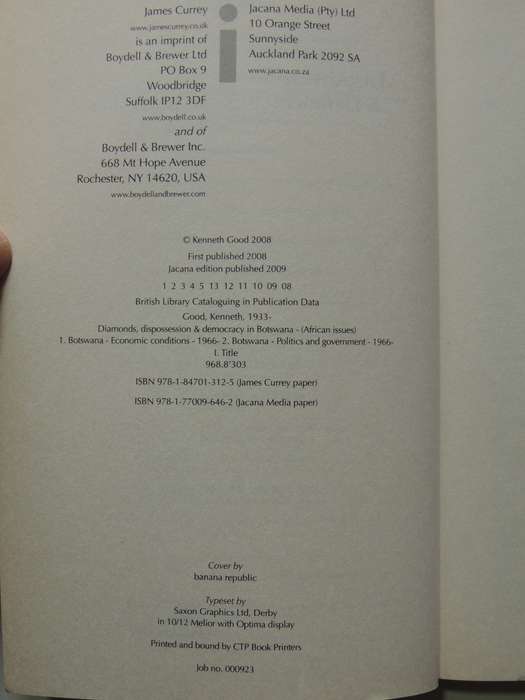 James Currey
www.jamescurrey.co.uk
is an imprint of
Boydell & Brewer Ltd
PO Box 9
Woodbridge
Suffolk IP12 3DF
www.boydell.co.uk
and of
Boydell & Brewer Inc.
668 Mt Hope Avenue
Rochester, NY 14620, USA
www.boydellandbrewer.com
Jacana Media (Pty) Ltd
10 Orange Street
Sunnyside
Auckland Park 2092 SA
www.jacana.co.za
© Kenneth Good 2008
First published 2008
Jacana edition published 2009
1 2 3 4 5 13 12 11 10 09 08
British Library Cataloguing in Publication Data
Good, Kenneth, 1933-
Diamonds, dispossession & democracy in Botswana - (African issues)
1. Botswana - Economic conditions - 1966- 2. Botswana - Politics and government - 1966-
I. Title
968.8'303
ISBN 978-1-84701-312-5 (James Currey paper)
ISBN 978-1-77009-646-2 (Jacana Media paper)
Cover by
banana republic
Typeset by
Saxon Graphics Ltd, Derby
in 10/12 Melior with Optima display
Printed and bound by CTP Book Printers
Job no. 000923